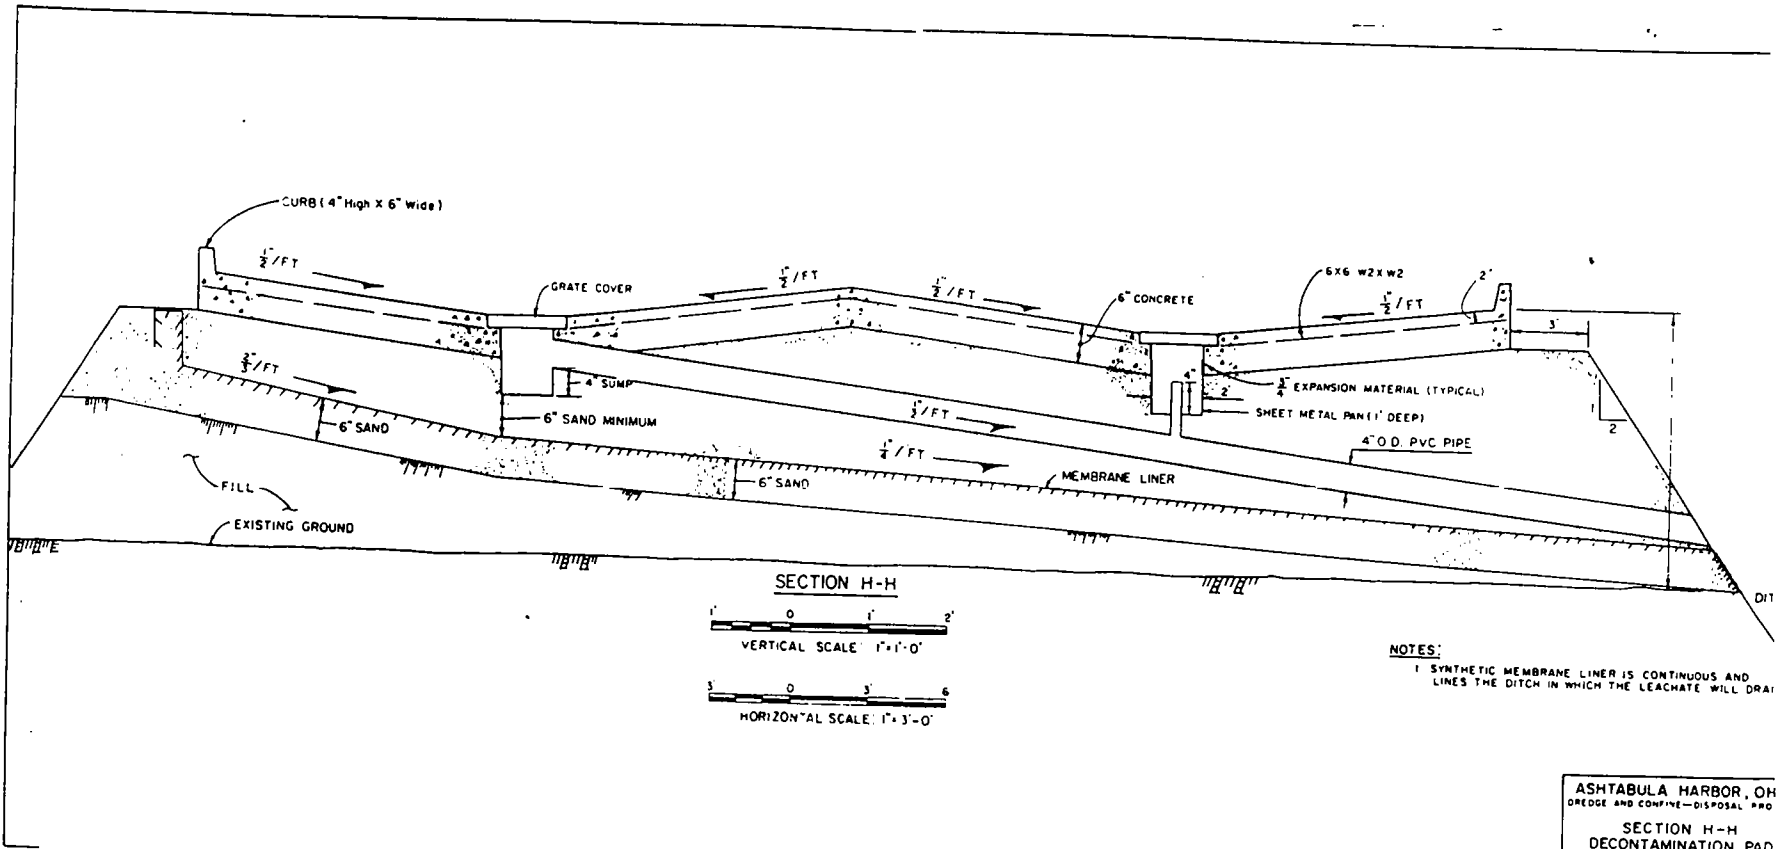 CURB (4" High X 6" Wide)
1/2"/FT
GRATE COVER
1/2"/FT
1/2"/FT
6" CONCRETE
6X6 W2XW2
2"
1/2"/FT
3'
2"/3/FT
4" SUMP
6" SAND
6" SAND MINIMUM
1/2"/FT
4"
2"
3/4" EXPANSION MATERIAL (TYPICAL)
SHEET METAL PAN (1' DEEP)
1
2
1/4"/FT
4" O.D. PVC PIPE
FILL
6" SAND
MEMBRANE LINER
EXISTING GROUND
SECTION H-H
1' 0 1' 2'
VERTICAL SCALE: 1"=1'-0"
3' 0 3' 6
HORIZONTAL SCALE: 1"=3'-0"
DIT
NOTES:
1 SYNTHETIC MEMBRANE LINER IS CONTINUOUS AND
LINES THE DITCH IN WHICH THE LEACHATE WILL DRAI
ASHTABULA HARBOR, OH
DREDGE AND CONFINE-DISPOSAL PRO
SECTION H-H
DECONTAMINATION PAD